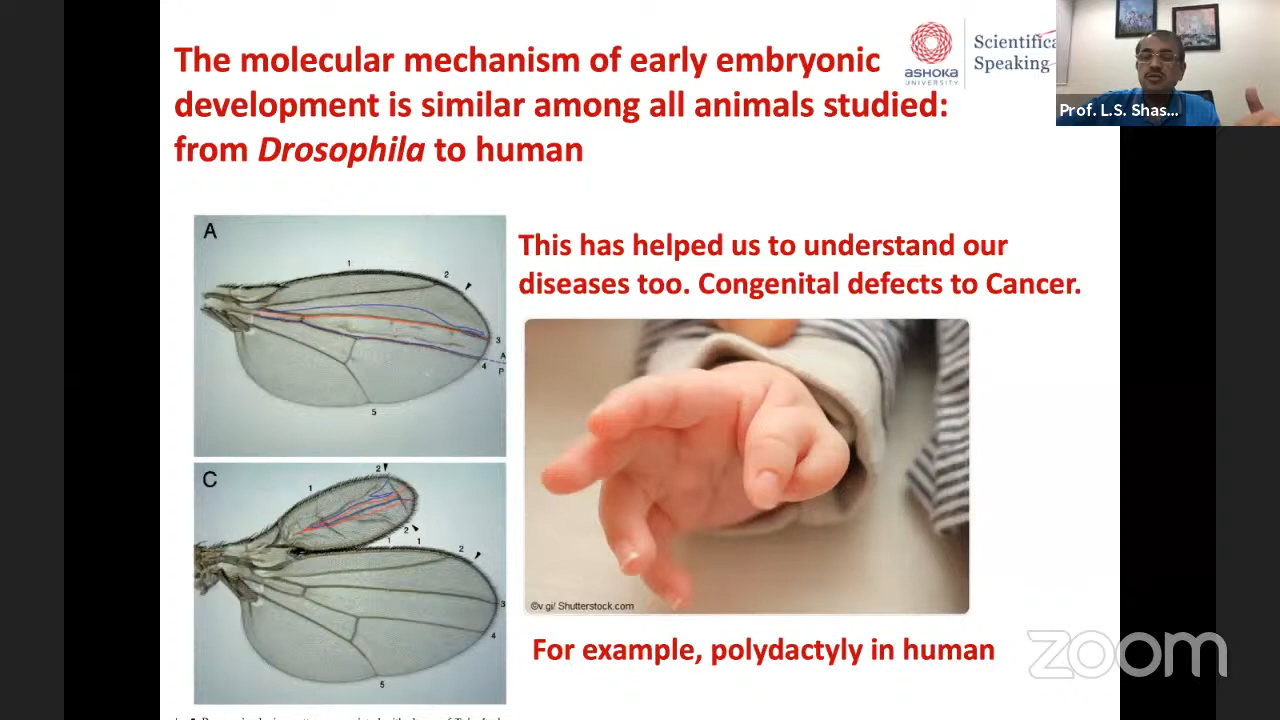 The molecular mechanism of early embryonic
development is similar among all animals studied:
from Drosophila to human
ASHOKA
UNIVERSITY
Scientifica
Speaking
Prof. L.S. Shas...
A
1
2
3
A
4
P
5
This has helped us to understand our
diseases too. Congenital defects to Cancer.
C
2
1
2
1
1
2
3
4
5
©v.gi/ Shutterstock.com
For example, polydactyly in human
zoom